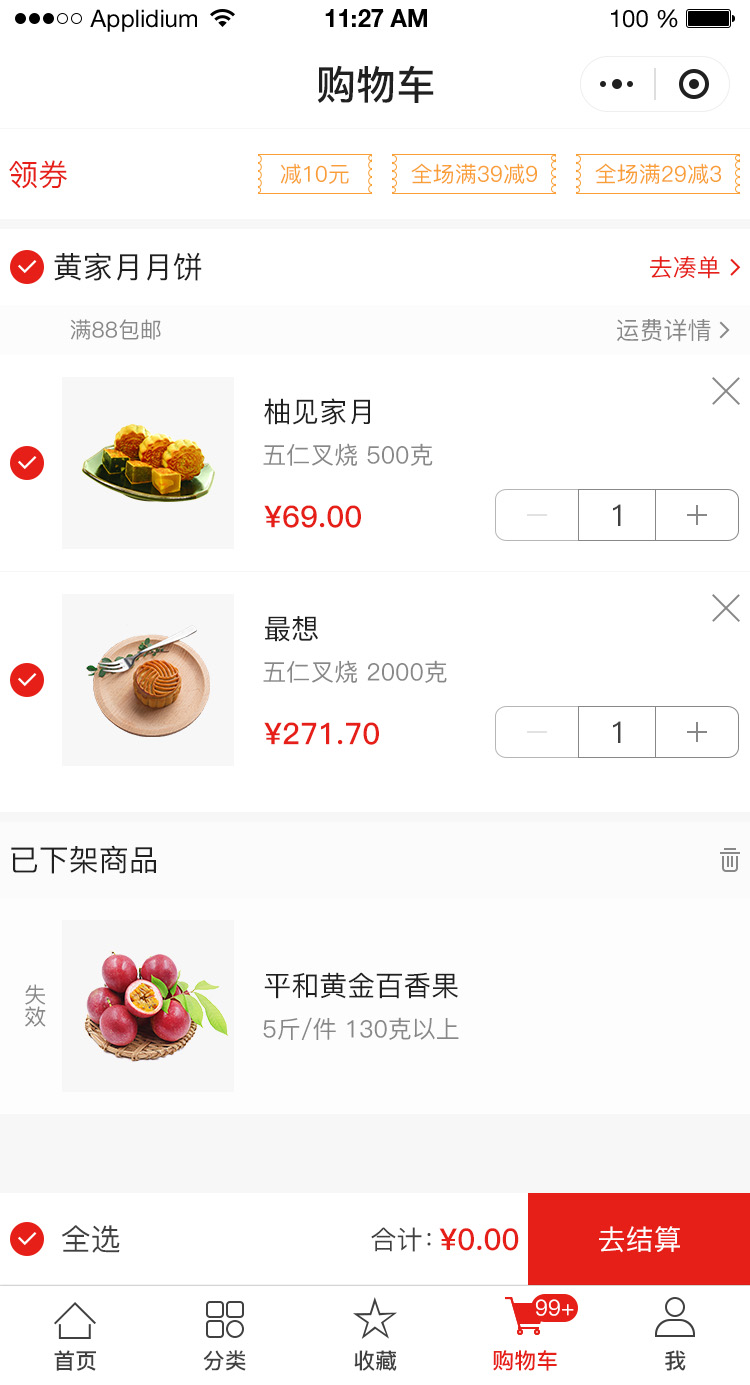 Applidium 11:27 AM 100 %
购物车
领券 减10元 全场满39减9 全场满29减3
黄家月月饼 去凑单
满88包邮 运费详情
柚见家月
五仁叉烧 500克
¥69.00 1
最想
五仁叉烧 2000克
¥271.70 1
已下架商品
失效
平和黄金百香果
5斤/件 130克以上
全选 合计: ¥0.00 去结算
99+
首页 分类 收藏 购物车 我